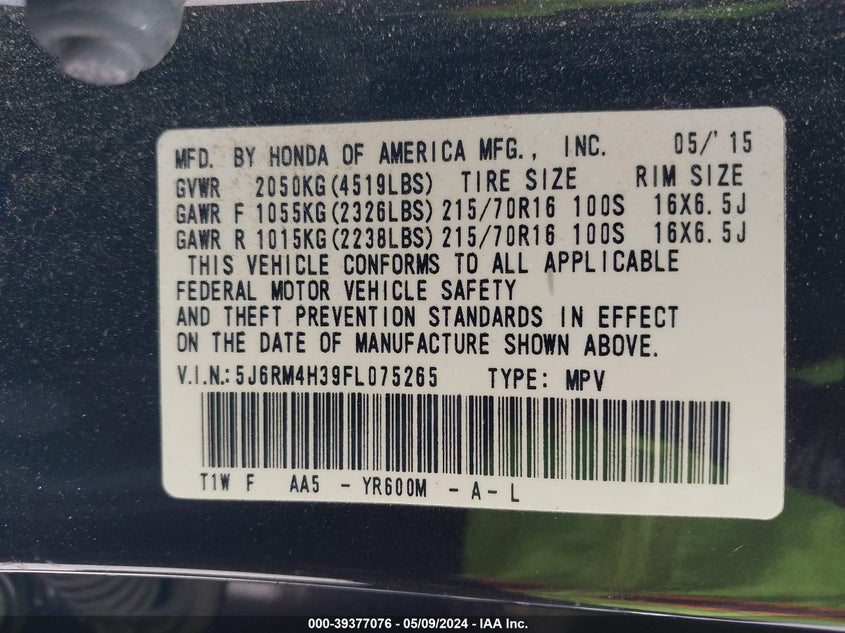 MFD. BY HONDA OF AMERICA MFG., INC. 05/'15
GVWR 2050KG(4519LBS) TIRE SIZE RIM SIZE
GAWR F 1055KG(2326LBS) 215/70R16 100S 16X6.5J
GAWR R 1015KG(2238LBS) 215/70R16 100S 16X6.5J
THIS VEHICLE CONFORMS TO ALL APPLICABLE
FEDERAL MOTOR VEHICLE SAFETY
AND THEFT PREVENTION STANDARDS IN EFFECT
ON THE DATE OF MANUFACTURE SHOWN ABOVE.
V.I.N.: 5J6RM4H39FL075265 TYPE: MPV
T1W F AA5 - YR600M - A - L
000-39377076 - 05/09/2024 - IAA Inc.